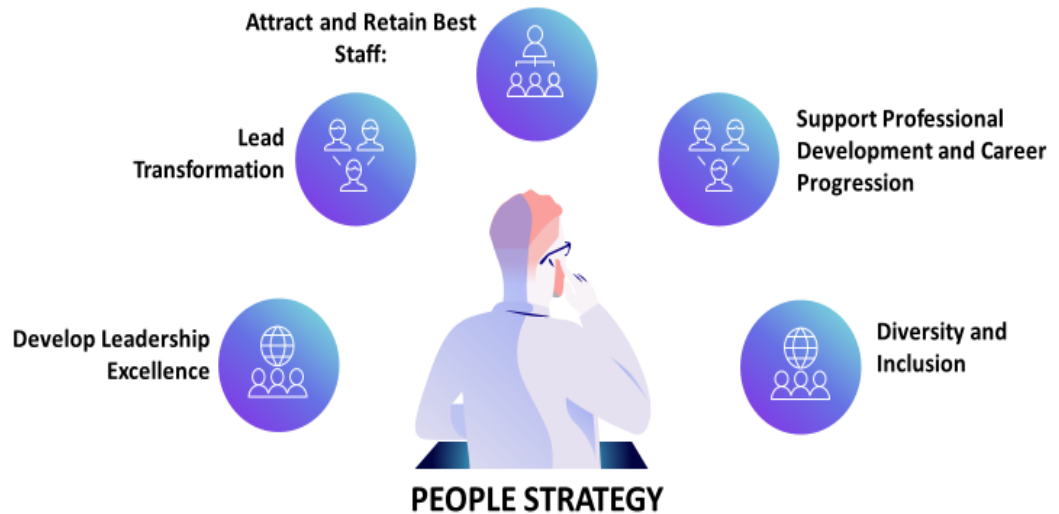 Attract and Retain Best
Staff:
Lead
Transformation
Support Professional
Development and Career
Progression
Develop Leadership
Excellence
Diversity and
Inclusion
PEOPLE STRATEGY